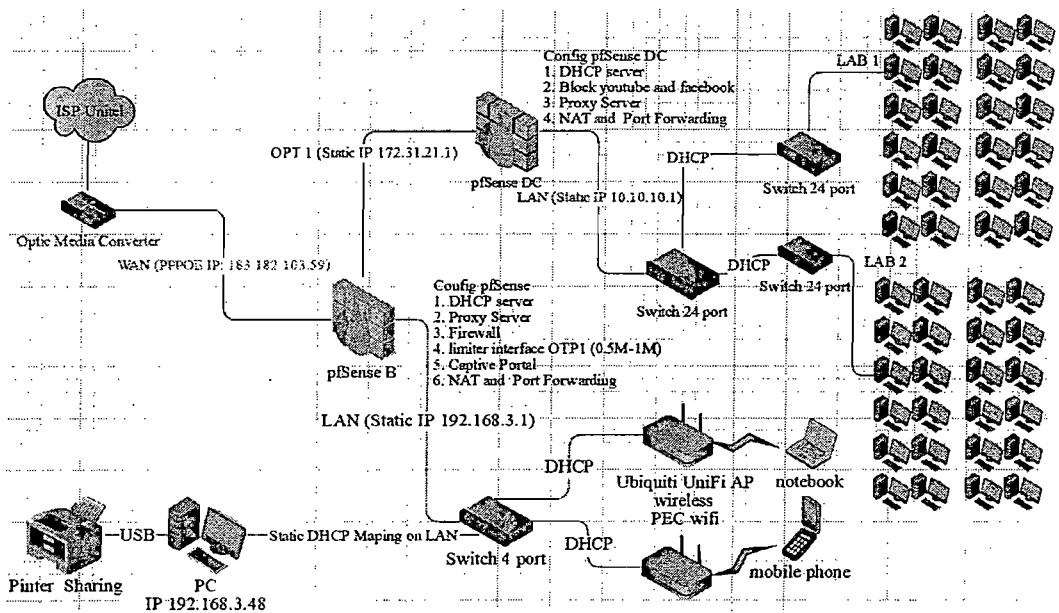 ISP Unitel
Optic Media Converter
WAN (PPPOE IP: 183.182.103.59)
OPT 1 (Static IP 172.31.21.1)
pfSense DC
Config pfSense DC
1. DHCP server
2. Block youtube and facebook
3. Proxy Server
4. NAT and Port Forwarding
LAN (Static IP 10.10.10.1)
DHCP
Switch 24 port
LAB 1
Switch 24 port
DHCP
Switch 24 port
LAB 2
pfSense B
Config pfSense
1. DHCP server
2. Proxy Server
3. Firewall
4. limiter interface OTP1 (0.5M-1M)
5. Captive Portal
6. NAT and Port Forwarding
LAN (Static IP 192.168.3.1)
DHCP
Ubiquiti UniFi AP
wireless
PEC wifi
notebook
Pinter Sharing
USB
PC
IP 192.168.3.48
Static DHCP Maping on LAN
Switch 4 port
DHCP
mobile phone